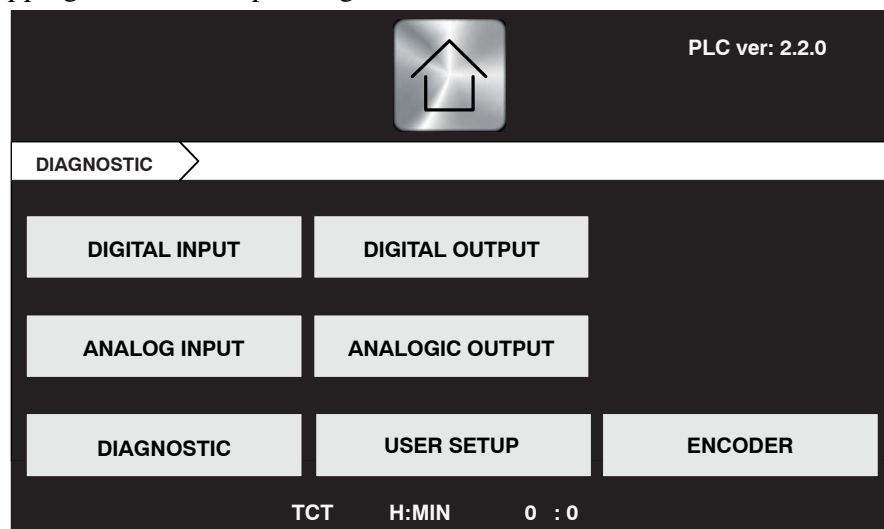 PLC ver: 2.2.0
DIAGNOSTIC
DIGITAL INPUT DIGITAL OUTPUT
ANALOG INPUT ANALOGIC OUTPUT
DIAGNOSTIC USER SETUP ENCODER
TCT H:MIN 0 : 0